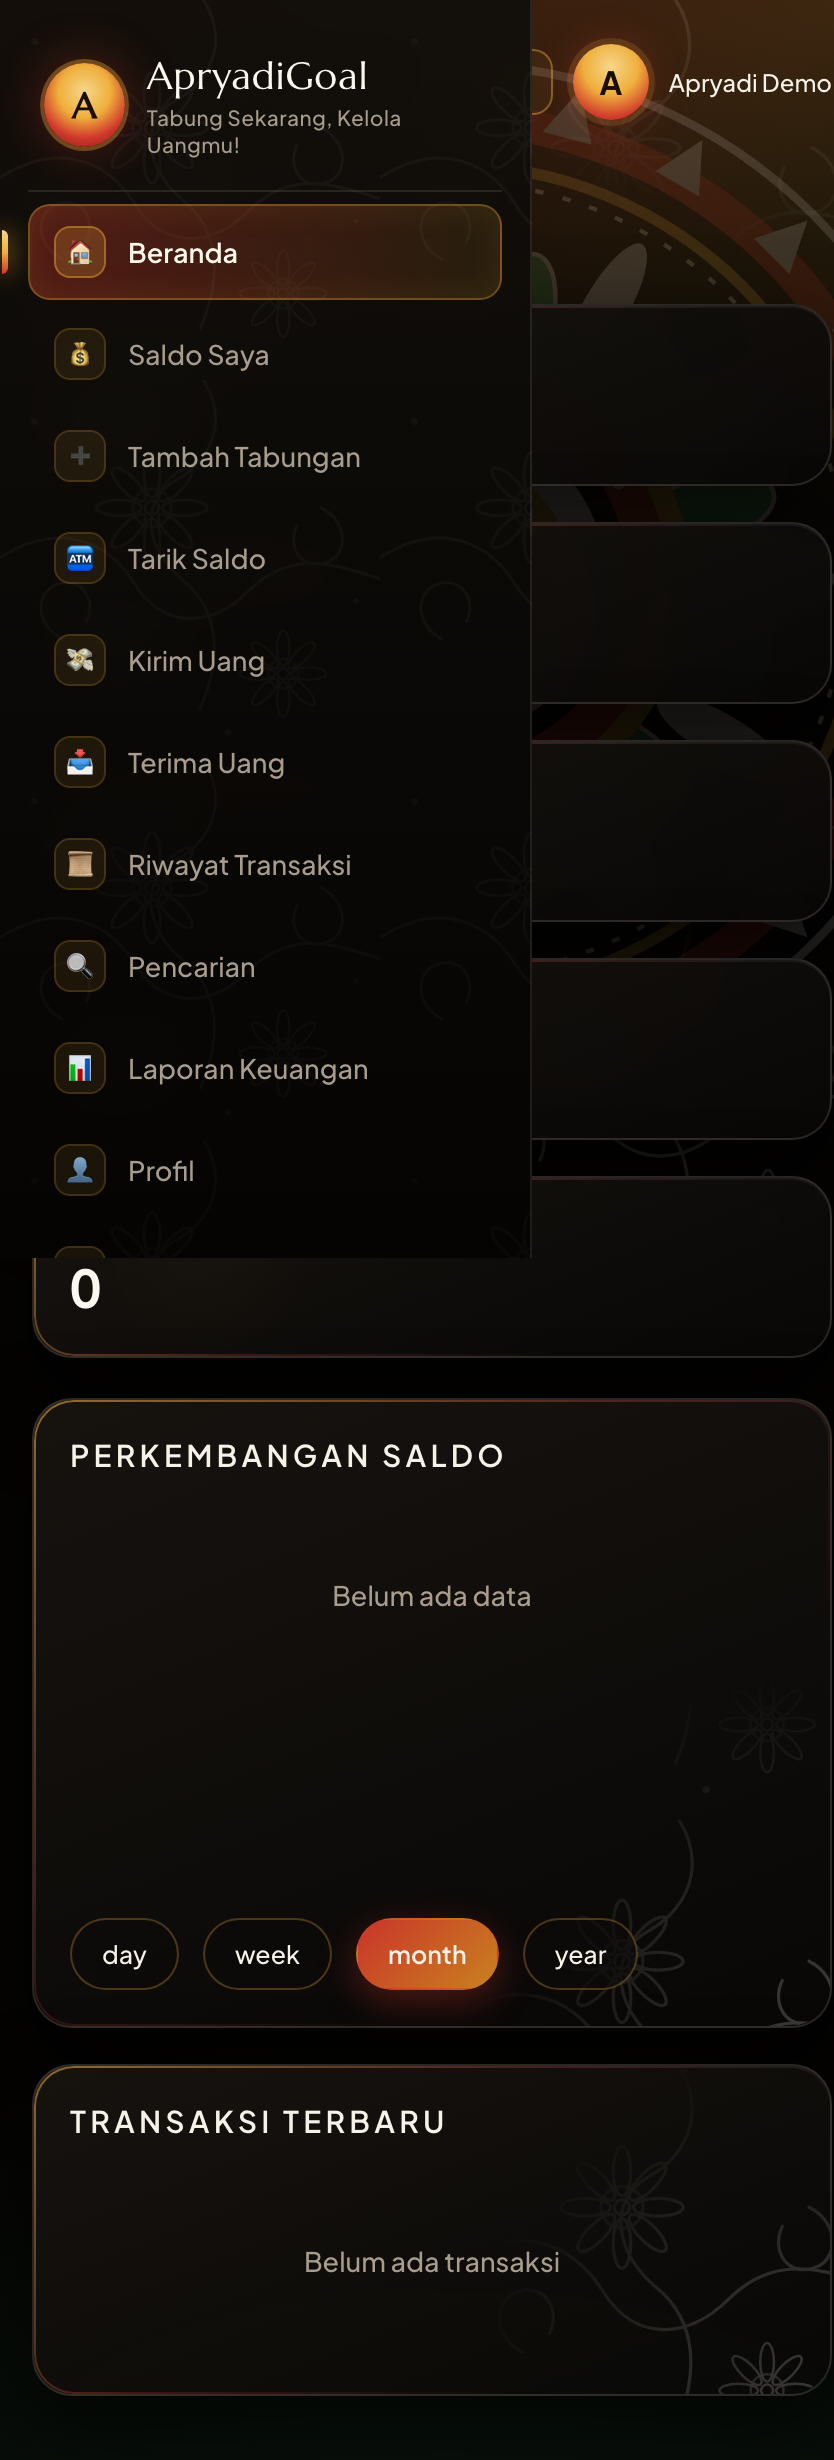 A
ApryadiGoal
Tabung Sekarang, Kelola
Uangmu!
A
Apryadi Demo
Beranda
Saldo Saya
Tambah Tabungan
ATM
Tarik Saldo
Kirim Uang
Terima Uang
Riwayat Transaksi
Pencarian
Laporan Keuangan
Profil
0
PERKEMBANGAN SALDO
Belum ada data
day
week
month
year
TRANSAKSI TERBARU
Belum ada transaksi